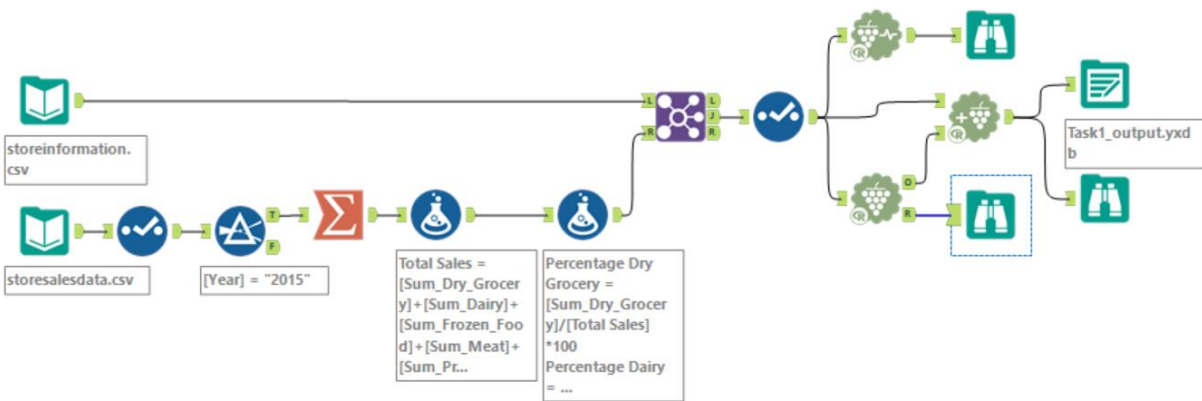 storeinformation.
csv
L
R
L
J
R
storesalesdata.csv
T
F
[Year] = "2015"
Total Sales =
[Sum_Dry_Grocer
y]+[Sum_Dairy]+
[Sum_Frozen_Foo
d]+[Sum_Meat]+
[Sum_Pr...
Percentage Dry
Grocery =
[Sum_Dry_Grocer
y]/[Total Sales]
*100
Percentage Dairy
= ...
R
R
R
O
R
Task1_output.yxd
b